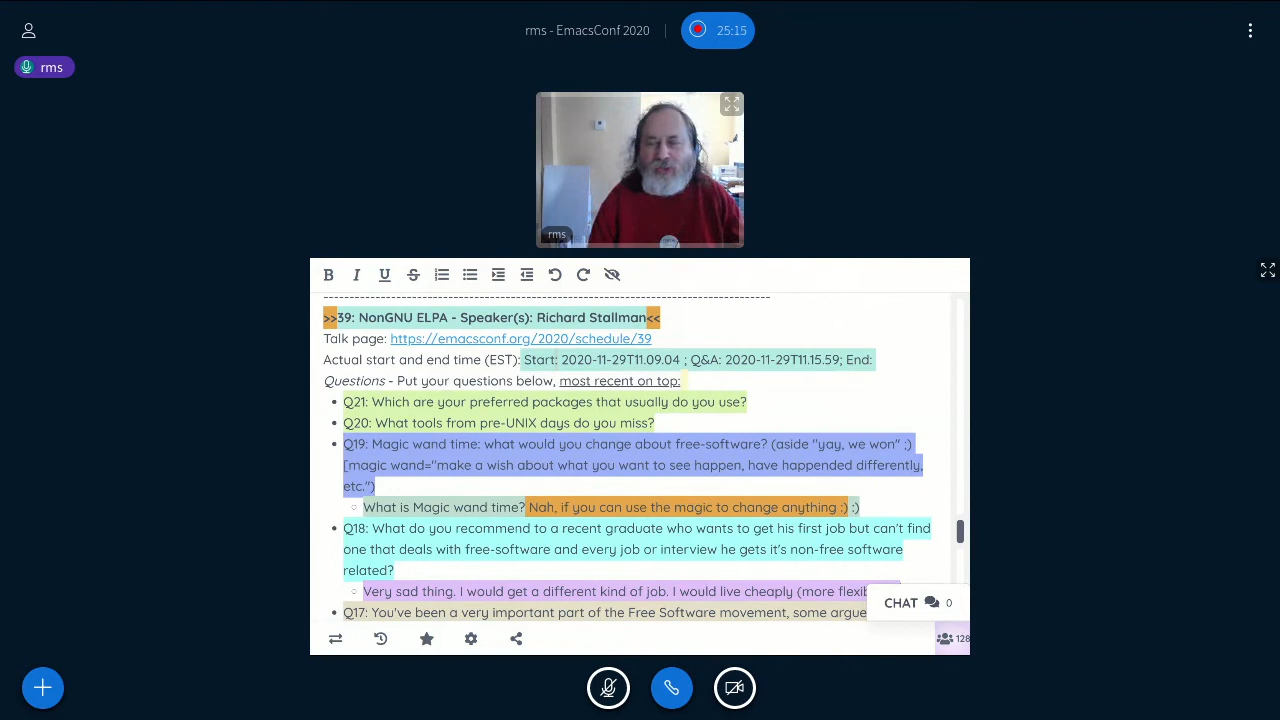 rms - EmacsConf 2020
25:15
rms
rms
>>39: NonGNU ELPA - Speaker(s): Richard Stallman<<
Talk page: https://emacsconf.org/2020/schedule/39
Actual start and end time (EST): Start: 2020-11-29T11.09.04 ; Q&A: 2020-11-29T11.15.59; End:
Questions - Put your questions below, most recent on top:
Q21: Which are your preferred packages that usually do you use?
Q20: What tools from pre-UNIX days do you miss?
Q19: Magic wand time: what would you change about free-software? (aside "yay, we won" ;)
[magic wand="make a wish about what you want to see happen, have happended differently,
etc.")
What is Magic wand time? Nah, if you can use the magic to change anything :) :)
Q18: What do you recommend to a recent graduate who wants to get his first job but can't find
one that deals with free-software and every job or interview he gets it's non-free software
related?
Very sad thing. I would get a different kind of job. I would live cheaply (more
Q17: You've been a very important part of the Free Software movement, some argue
CHAT 0
128